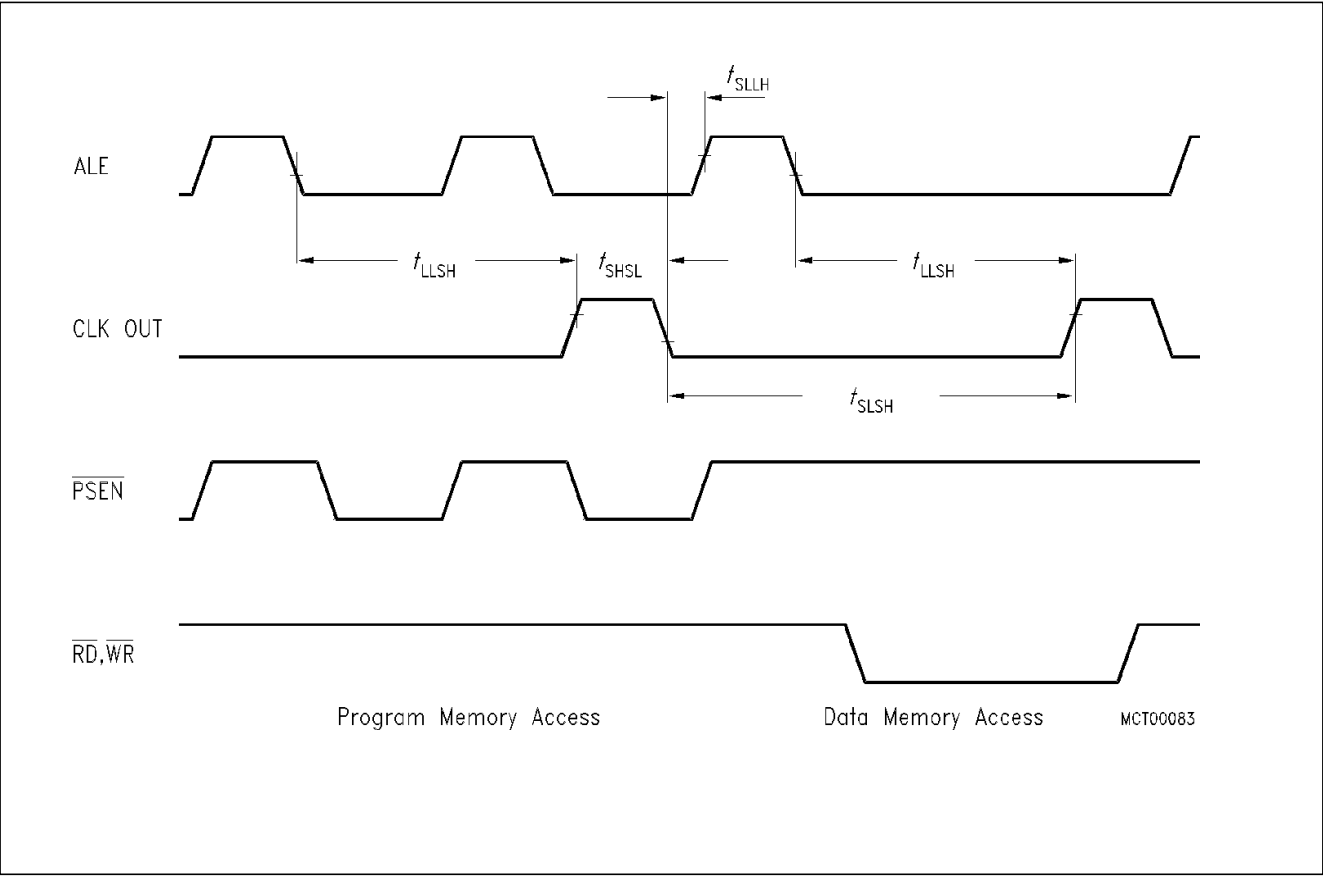 tSLLH
ALE
tLLSH
tSHSL
tLLSH
CLK OUT
tSLSH
PSEN
RD,WR
Program Memory Access
Data Memory Access
MCT00083